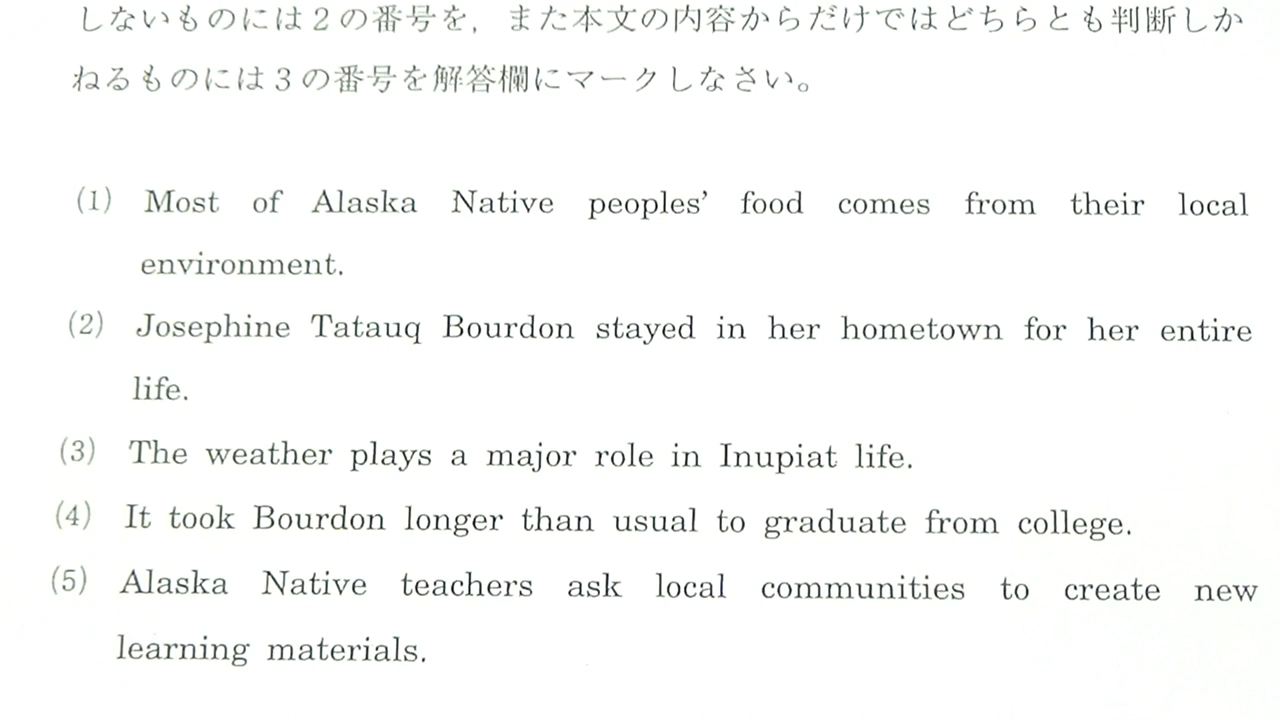 しないものには２の番号を，また本文の内容からだけではどちらとも判断しか
ねるものには３の番号を解答欄にマークしなさい。
(1) Most of Alaska Native peoples’ food comes from their local
environment.
(2) Josephine Tatauq Bourdon stayed in her hometown for her entire
life.
(3) The weather plays a major role in Inupiat life.
(4) It took Bourdon longer than usual to graduate from college.
(5) Alaska Native teachers ask local communities to create new
learning materials.